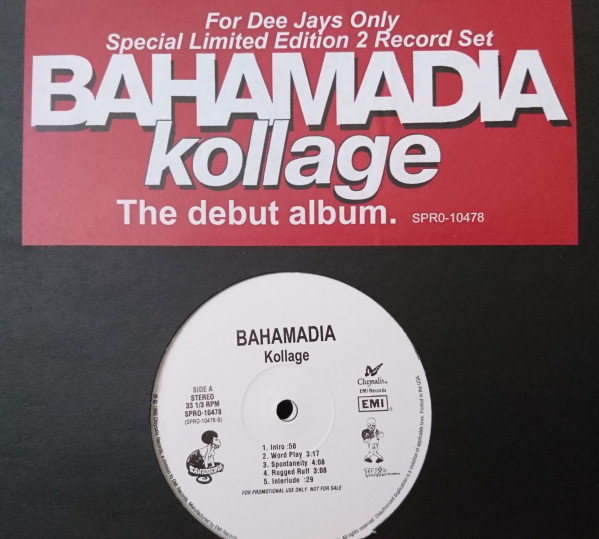 For Dee Jays Only
Special Limited Edition 2 Record Set
BAHAMADIA
kollage
The debut album. SPR0-10478
BAHAMADIA
Kollage
SIDE A
STEREO
33 1/3 RPM
SPRO-10478
(SPRO-10478-B)
Chrysalis®
EMI Records
EMI
1. Intro :50
2. Word Play 3:17
3. Spontaneity 4:08
4. Rugged Ruff 3:08
5. Interlude :29
FOR PROMOTIONAL USE ONLY. NOT FOR SALE